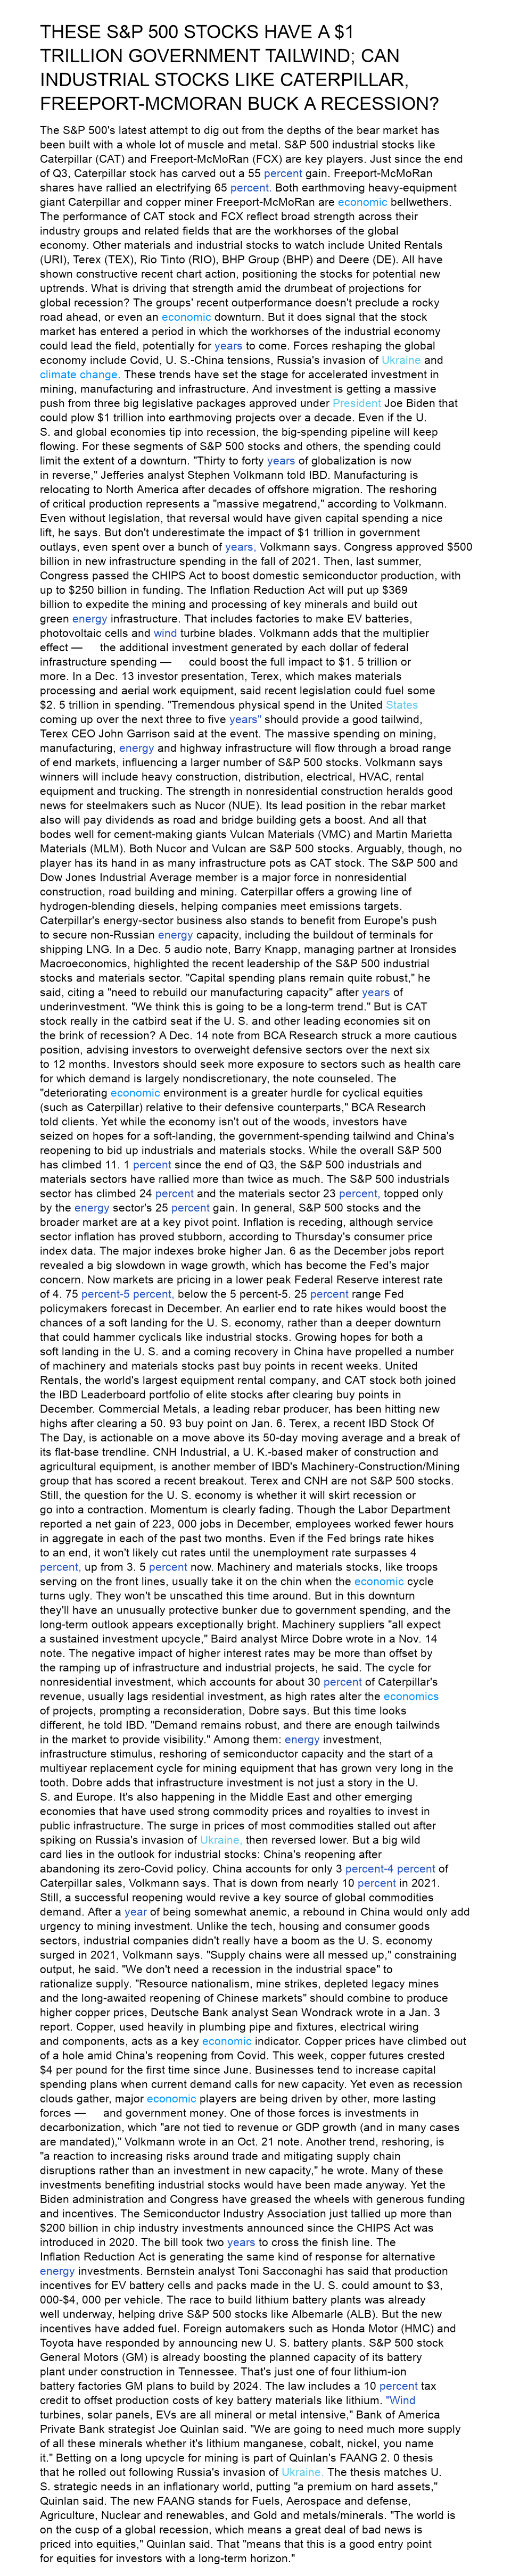 THESE S&P 500 STOCKS HAVE A $1
TRILLION GOVERNMENT TAILWIND; CAN
INDUSTRIAL STOCKS LIKE CATERPILLAR,
FREEPORT-MCMORAN BUCK A RECESSION?
The S&P 500's latest attempt to dig out from the depths of the bear market has
been built with a whole lot of muscle and metal. S&P 500 industrial stocks like
Caterpillar (CAT) and Freeport-McMoRan (FCX) are key players. Just since the end
of Q3, Caterpillar stock has carved out a 55 percent gain. Freeport-McMoRan
shares have rallied an electrifying 65 percent. Both earthmoving heavy-equipment
giant Caterpillar and copper miner Freeport-McMoRan are economic bellwethers.
The performance of CAT stock and FCX reflect broad strength across their
industry groups and related fields that are the workhorses of the global
economy. Other materials and industrial stocks to watch include United Rentals
(URI), Terex (TEX), Rio Tinto (RIO), BHP Group (BHP) and Deere (DE). All have
shown constructive recent chart action, positioning the stocks for potential new
uptrends. What is driving that strength amid the drumbeat of projections for
global recession? The groups' recent outperformance doesn't preclude a rocky
road ahead, or even an economic downturn. But it does signal that the stock
market has entered a period in which the workhorses of the industrial economy
could lead the field, potentially for years to come. Forces reshaping the global
economy include Covid, U. S.-China tensions, Russia's invasion of Ukraine and
climate change. These trends have set the stage for accelerated investment in
mining, manufacturing and infrastructure. And investment is getting a massive
push from three big legislative packages approved under President Joe Biden that
could plow $1 trillion into earthmoving projects over a decade. Even if the U.
S. and global economies tip into recession, the big-spending pipeline will keep
flowing. For these segments of S&P 500 stocks and others, the spending could
limit the extent of a downturn. "Thirty to forty years of globalization is now
in reverse," Jefferies analyst Stephen Volkmann told IBD. Manufacturing is
relocating to North America after decades of offshore migration. The reshoring
of critical production represents a "massive megatrend," according to Volkmann.
Even without legislation, that reversal would have given capital spending a nice
lift, he says. But don't underestimate the impact of $1 trillion in government
outlays, even spent over a bunch of years, Volkmann says. Congress approved $500
billion in new infrastructure spending in the fall of 2021. Then, last summer,
Congress passed the CHIPS Act to boost domestic semiconductor production, with
up to $250 billion in funding. The Inflation Reduction Act will put up $369
billion to expedite the mining and processing of key minerals and build out
green energy infrastructure. That includes factories to make EV batteries,
photovoltaic cells and wind turbine blades. Volkmann adds that the multiplier
effect — the additional investment generated by each dollar of federal
infrastructure spending — could boost the full impact to $1. 5 trillion or
more. In a Dec. 13 investor presentation, Terex, which makes materials
processing and aerial work equipment, said recent legislation could fuel some
$2. 5 trillion in spending. "Tremendous physical spend in the United States
coming up over the next three to five years" should provide a good tailwind,
Terex CEO John Garrison said at the event. The massive spending on mining,
manufacturing, energy and highway infrastructure will flow through a broad range
of end markets, influencing a larger number of S&P 500 stocks. Volkmann says
winners will include heavy construction, distribution, electrical, HVAC, rental
equipment and trucking. The strength in nonresidential construction heralds good
news for steelmakers such as Nucor (NUE). Its lead position in the rebar market
also will pay dividends as road and bridge building gets a boost. And all that
bodes well for cement-making giants Vulcan Materials (VMC) and Martin Marietta
Materials (MLM). Both Nucor and Vulcan are S&P 500 stocks. Arguably, though, no
player has its hand in as many infrastructure pots as CAT stock. The S&P 500 and
Dow Jones Industrial Average member is a major force in nonresidential
construction, road building and mining. Caterpillar offers a growing line of
hydrogen-blending diesels, helping companies meet emissions targets.
Caterpillar's energy-sector business also stands to benefit from Europe's push
to secure non-Russian energy capacity, including the buildout of terminals for
shipping LNG. In a Dec. 5 audio note, Barry Knapp, managing partner at Ironsides
Macroeconomics, highlighted the recent leadership of the S&P 500 industrial
stocks and materials sector. "Capital spending plans remain quite robust," he
said, citing a "need to rebuild our manufacturing capacity" after years of
underinvestment. "We think this is going to be a long-term trend." But is CAT
stock really in the catbird seat if the U. S. and other leading economies sit on
the brink of recession? A Dec. 14 note from BCA Research struck a more cautious
position, advising investors to overweight defensive sectors over the next six
to 12 months. Investors should seek more exposure to sectors such as health care
for which demand is largely nondiscretionary, the note counseled. The
"deteriorating economic environment is a greater hurdle for cyclical equities
(such as Caterpillar) relative to their defensive counterparts," BCA Research
told clients. Yet while the economy isn't out of the woods, investors have
seized on hopes for a soft-landing, the government-spending tailwind and China's
reopening to bid up industrials and materials stocks. While the overall S&P 500
has climbed 11. 1 percent since the end of Q3, the S&P 500 industrials and
materials sectors have rallied more than twice as much. The S&P 500 industrials
sector has climbed 24 percent and the materials sector 23 percent, topped only
by the energy sector's 25 percent gain. In general, S&P 500 stocks and the
broader market are at a key pivot point. Inflation is receding, although service
sector inflation has proved stubborn, according to Thursday's consumer price
index data. The major indexes broke higher Jan. 6 as the December jobs report
revealed a big slowdown in wage growth, which has become the Fed's major
concern. Now markets are pricing in a lower peak Federal Reserve interest rate
of 4. 75 percent-5 percent, below the 5 percent-5. 25 percent range Fed
policymakers forecast in December. An earlier end to rate hikes would boost the
chances of a soft landing for the U. S. economy, rather than a deeper downturn
that could hammer cyclicals like industrial stocks. Growing hopes for both a
soft landing in the U. S. and a coming recovery in China have propelled a number
of machinery and materials stocks past buy points in recent weeks. United
Rentals, the world's largest equipment rental company, and CAT stock both joined
the IBD Leaderboard portfolio of elite stocks after clearing buy points in
December. Commercial Metals, a leading rebar producer, has been hitting new
highs after clearing a 50. 93 buy point on Jan. 6. Terex, a recent IBD Stock Of
The Day, is actionable on a move above its 50-day moving average and a break of
its flat-base trendline. CNH Industrial, a U. K.-based maker of construction and
agricultural equipment, is another member of IBD's Machinery-Construction/Mining
group that has scored a recent breakout. Terex and CNH are not S&P 500 stocks.
Still, the question for the U. S. economy is whether it will skirt recession or
go into a contraction. Momentum is clearly fading. Though the Labor Department
reported a net gain of 223, 000 jobs in December, employees worked fewer hours
in aggregate in each of the past two months. Even if the Fed brings rate hikes
to an end, it won't likely cut rates until the unemployment rate surpasses 4
percent, up from 3. 5 percent now. Machinery and materials stocks, like troops
serving on the front lines, usually take it on the chin when the economic cycle
turns ugly. They won't be unscathed this time around. But in this downturn
they'll have an unusually protective bunker due to government spending, and the
long-term outlook appears exceptionally bright. Machinery suppliers "all expect
a sustained investment upcycle," Baird analyst Mirce Dobre wrote in a Nov. 14
note. The negative impact of higher interest rates may be more than offset by
the ramping up of infrastructure and industrial projects, he said. The cycle for
nonresidential investment, which accounts for about 30 percent of Caterpillar's
revenue, usually lags residential investment, as high rates alter the economics
of projects, prompting a reconsideration, Dobre says. But this time looks
different, he told IBD. "Demand remains robust, and there are enough tailwinds
in the market to provide visibility." Among them: energy investment,
infrastructure stimulus, reshoring of semiconductor capacity and the start of a
multiyear replacement cycle for mining equipment that has grown very long in the
tooth. Dobre adds that infrastructure investment is not just a story in the U.
S. and Europe. It's also happening in the Middle East and other emerging
economies that have used strong commodity prices and royalties to invest in
public infrastructure. The surge in prices of most commodities stalled out after
spiking on Russia's invasion of Ukraine, then reversed lower. But a big wild
card lies in the outlook for industrial stocks: China's reopening after
abandoning its zero-Covid policy. China accounts for only 3 percent-4 percent of
Caterpillar sales, Volkmann says. That is down from nearly 10 percent in 2021.
Still, a successful reopening would revive a key source of global commodities
demand. After a year of being somewhat anemic, a rebound in China would only add
urgency to mining investment. Unlike the tech, housing and consumer goods
sectors, industrial companies didn't really have a boom as the U. S. economy
surged in 2021, Volkmann says. "Supply chains were all messed up," constraining
output, he said. "We don't need a recession in the industrial space" to
rationalize supply. "Resource nationalism, mine strikes, depleted legacy mines
and the long-awaited reopening of Chinese markets" should combine to produce
higher copper prices, Deutsche Bank analyst Sean Wondrack wrote in a Jan. 3
report. Copper, used heavily in plumbing pipe and fixtures, electrical wiring
and components, acts as a key economic indicator. Copper prices have climbed out
of a hole amid China's reopening from Covid. This week, copper futures crested
$4 per pound for the first time since June. Businesses tend to increase capital
spending plans when current demand calls for new capacity. Yet even as recession
clouds gather, major economic players are being driven by other, more lasting
forces — and government money. One of those forces is investments in
decarbonization, which "are not tied to revenue or GDP growth (and in many cases
are mandated)," Volkmann wrote in an Oct. 21 note. Another trend, reshoring, is
"a reaction to increasing risks around trade and mitigating supply chain
disruptions rather than an investment in new capacity," he wrote. Many of these
investments benefiting industrial stocks would have been made anyway. Yet the
Biden administration and Congress have greased the wheels with generous funding
and incentives. The Semiconductor Industry Association just tallied up more than
$200 billion in chip industry investments announced since the CHIPS Act was
introduced in 2020. The bill took two years to cross the finish line. The
Inflation Reduction Act is generating the same kind of response for alternative
energy investments. Bernstein analyst Toni Sacconaghi has said that production
incentives for EV battery cells and packs made in the U. S. could amount to $3,
000-$4, 000 per vehicle. The race to build lithium battery plants was already
well underway, helping drive S&P 500 stocks like Albemarle (ALB). But the new
incentives have added fuel. Foreign automakers such as Honda Motor (HMC) and
Toyota have responded by announcing new U. S. battery plants. S&P 500 stock
General Motors (GM) is already boosting the planned capacity of its battery
plant under construction in Tennessee. That's just one of four lithium-ion
battery factories GM plans to build by 2024. The law includes a 10 percent tax
credit to offset production costs of key battery materials like lithium. "Wind
turbines, solar panels, EVs are all mineral or metal intensive," Bank of America
Private Bank strategist Joe Quinlan said. "We are going to need much more supply
of all these minerals whether it's lithium manganese, cobalt, nickel, you name
it." Betting on a long upcycle for mining is part of Quinlan's FAANG 2. 0 thesis
that he rolled out following Russia's invasion of Ukraine. The thesis matches U.
S. strategic needs in an inflationary world, putting "a premium on hard assets,"
Quinlan said. The new FAANG stands for Fuels, Aerospace and defense,
Agriculture, Nuclear and renewables, and Gold and metals/minerals. "The world is
on the cusp of a global recession, which means a great deal of bad news is
priced into equities," Quinlan said. That "means that this is a good entry point
for equities for investors with a long-term horizon."